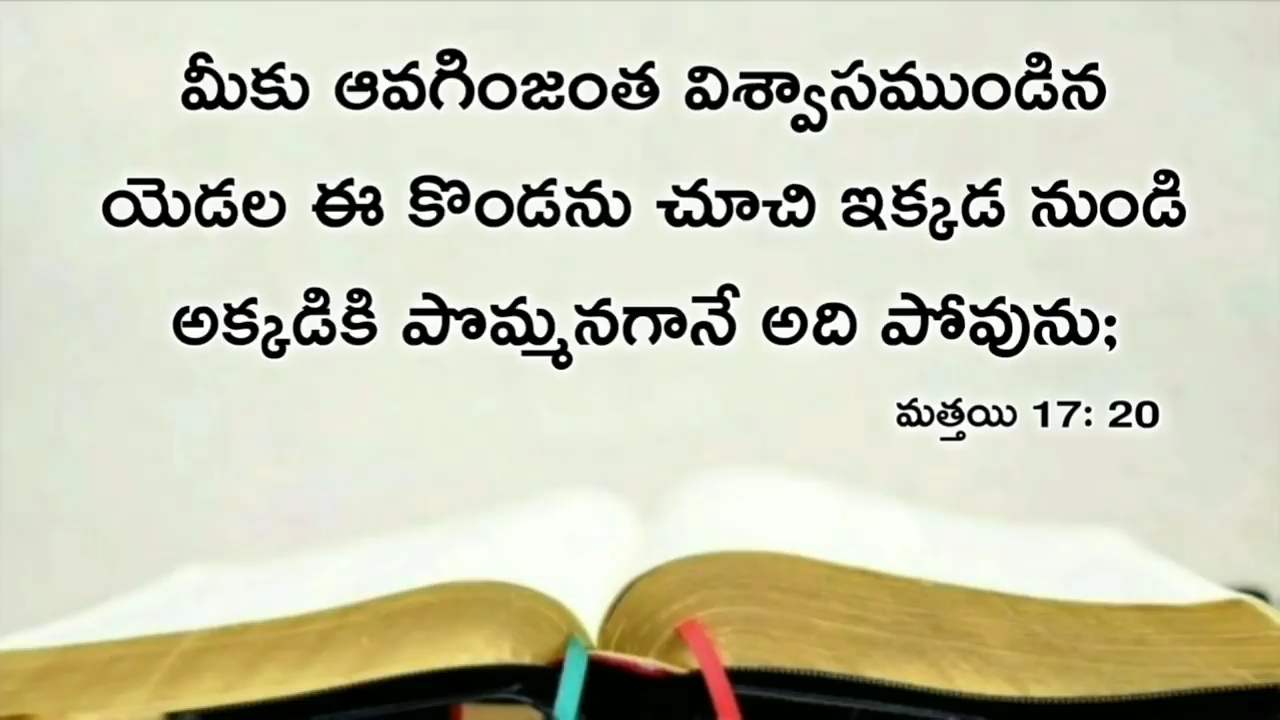 మీకు ఆవగింజంత విశ్వాసముండిన
యెడల ఈ కొండను చూచి ఇక్కడ నుండి
అక్కడికి పొమ్మనగానే అది పోవును;
మత్తయి 17: 20